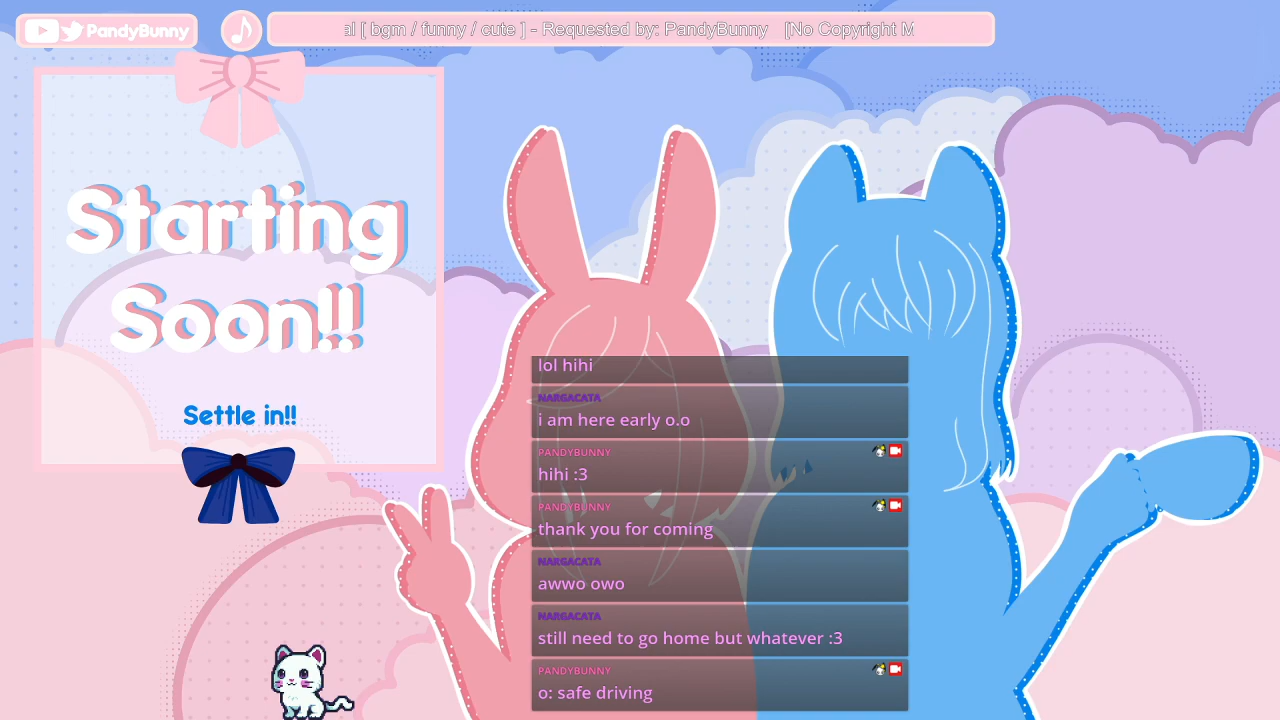 PandyBunny
al [ bgm / funny / cute ] - Requested by: PandyBunny [No Copyright M
Starting
Soon!!
Settle in!!
lol hihi
NARGACATA
i am here early o.o
PANDYBUNNY
hihi :3
PANDYBUNNY
thank you for coming
NARGACATA
awwo owo
NARGACATA
still need to go home but whatever :3
PANDYBUNNY
o: safe driving